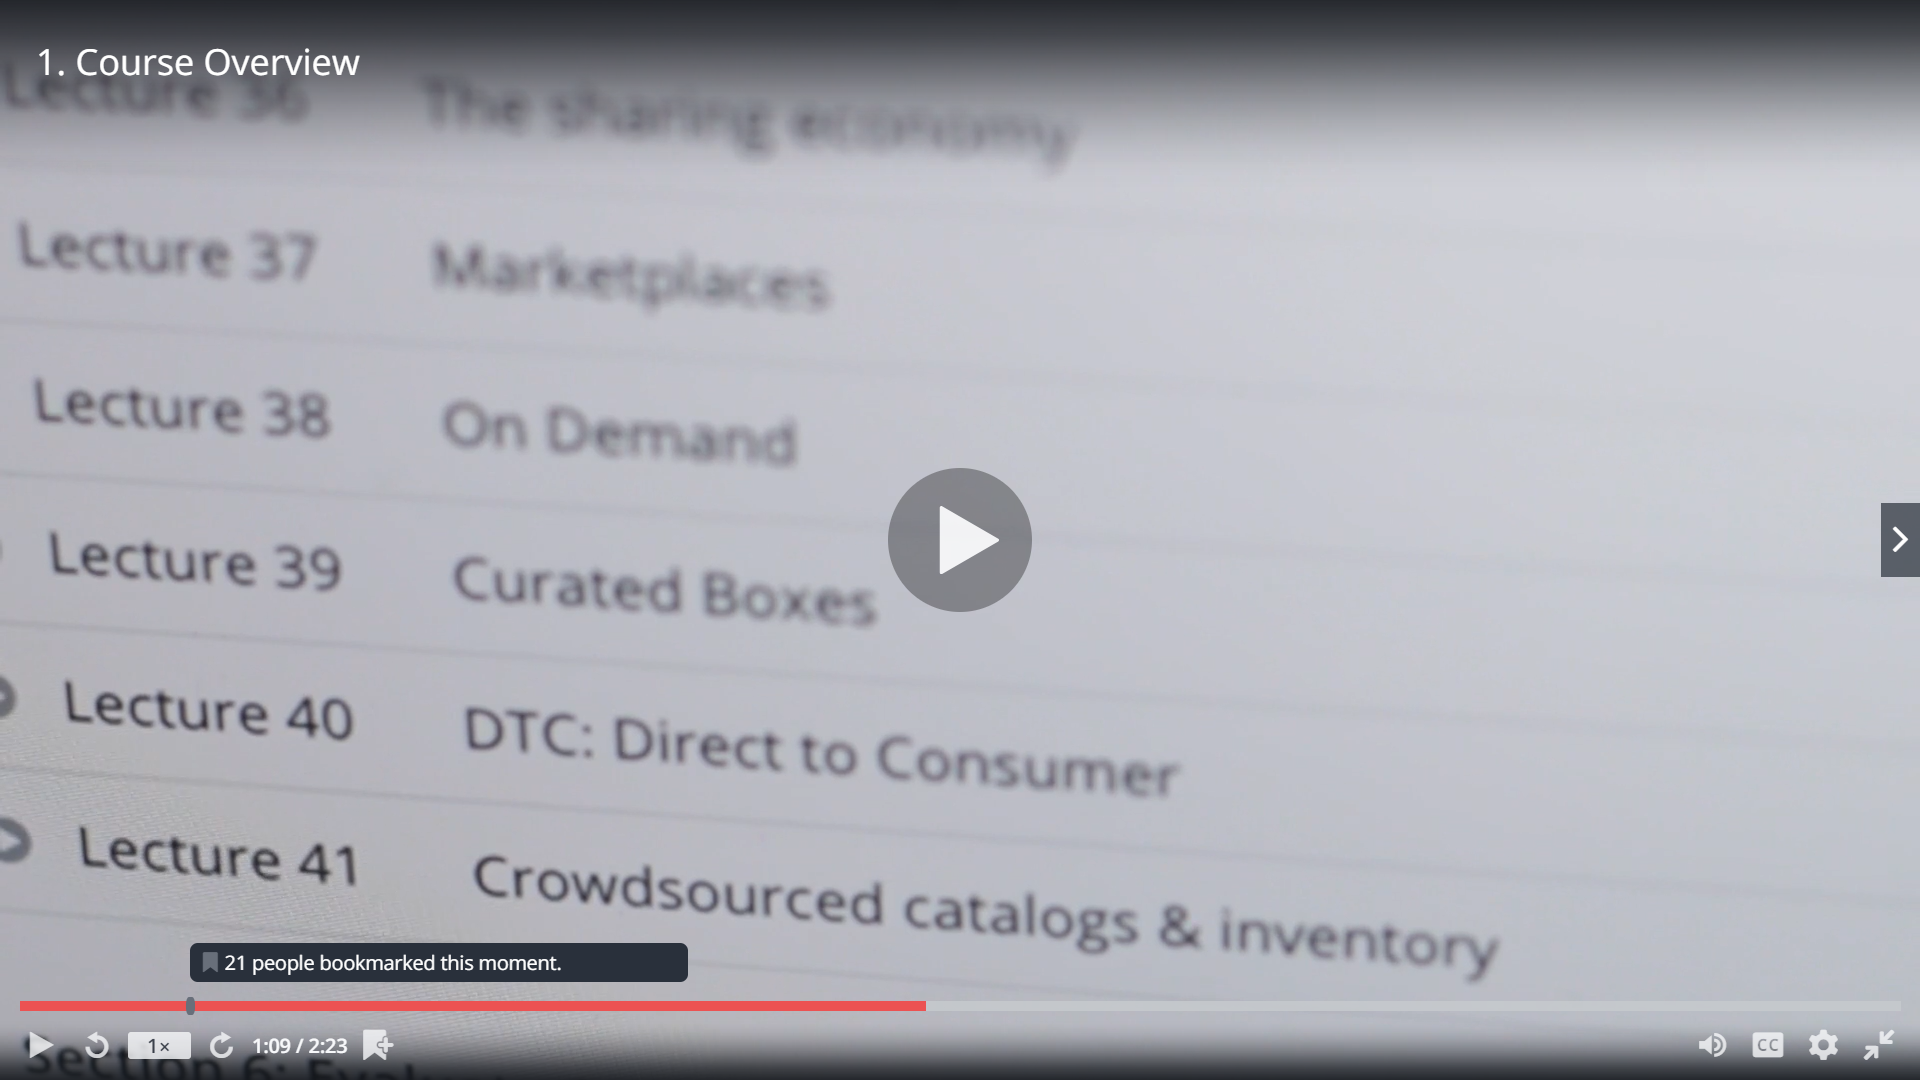 1. Course Overview
Lecture 36 The sharing economy
Lecture 37 Marketplaces
Lecture 38 On Demand
Lecture 39 Curated Boxes
Lecture 40 DTC: Direct to Consumer
Lecture 41 Crowdsourced catalogs & inventory
21 people bookmarked this moment.
1x 1:09 / 2:23 CC
Section 6: